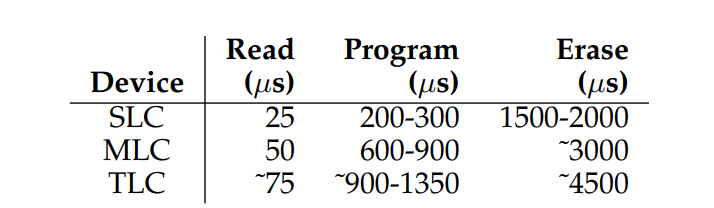 Read Program Erase
Device (μs) (μs) (μs)
SLC 25 200-300 1500-2000
MLC 50 600-900 ˜3000
TLC ˜75 ˜900-1350 ˜4500